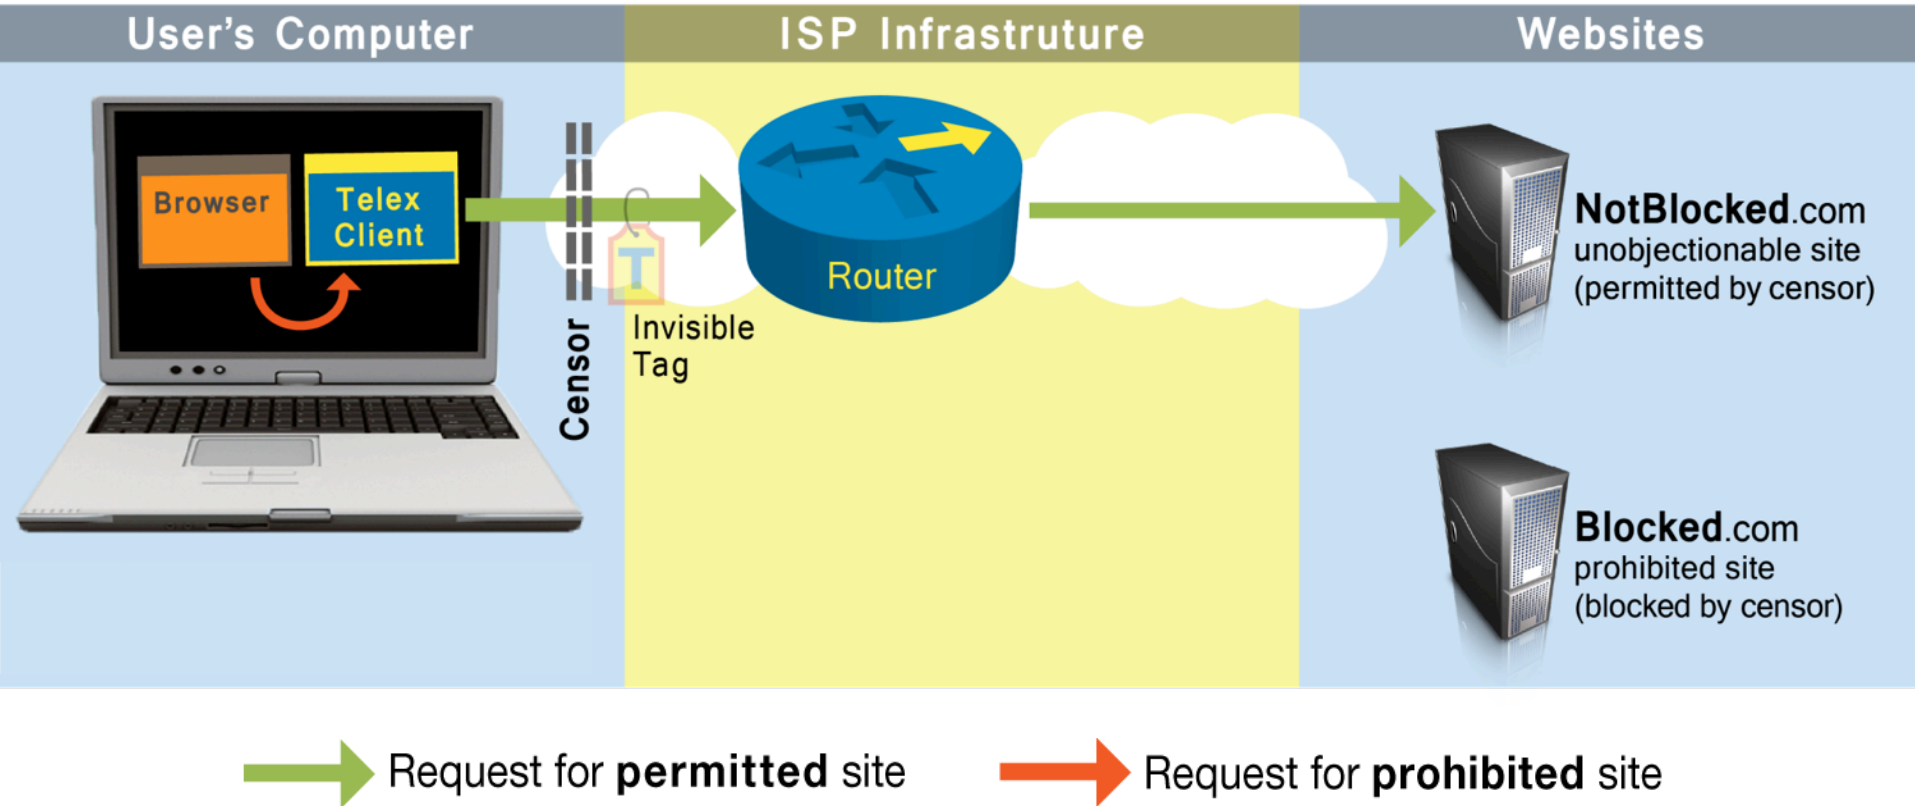 User's Computer
ISP Infrastruture
Websites
Browser
Telex
Client
Censor
T
Invisible
Tag
Router
NotBlocked.com
unobjectionable site
(permitted by censor)
Blocked.com
prohibited site
(blocked by censor)
Request for permitted site
Request for prohibited site